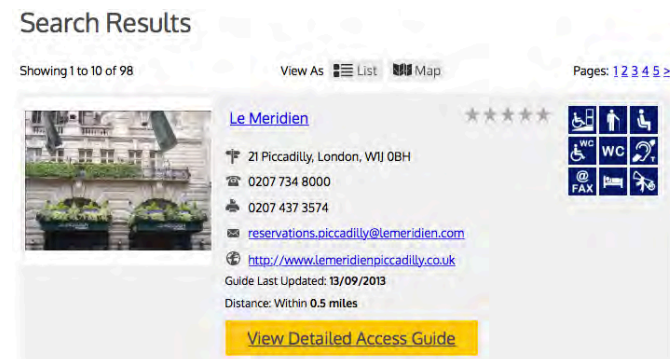 Search Results
Showing 1 to 10 of 98
View As List Map
Pages: 1 2 3 4 5 >
Le Meridien
21 Piccadilly, London, W1J 0BH
0207 734 8000
0207 437 3574
reservations.piccadilly@lemeridien.com
http://www.lemeridienpiccadilly.co.uk
Guide Last Updated: 13/09/2013
Distance: Within 0.5 miles
View Detailed Access Guide
WC
WC
T
@
FAX